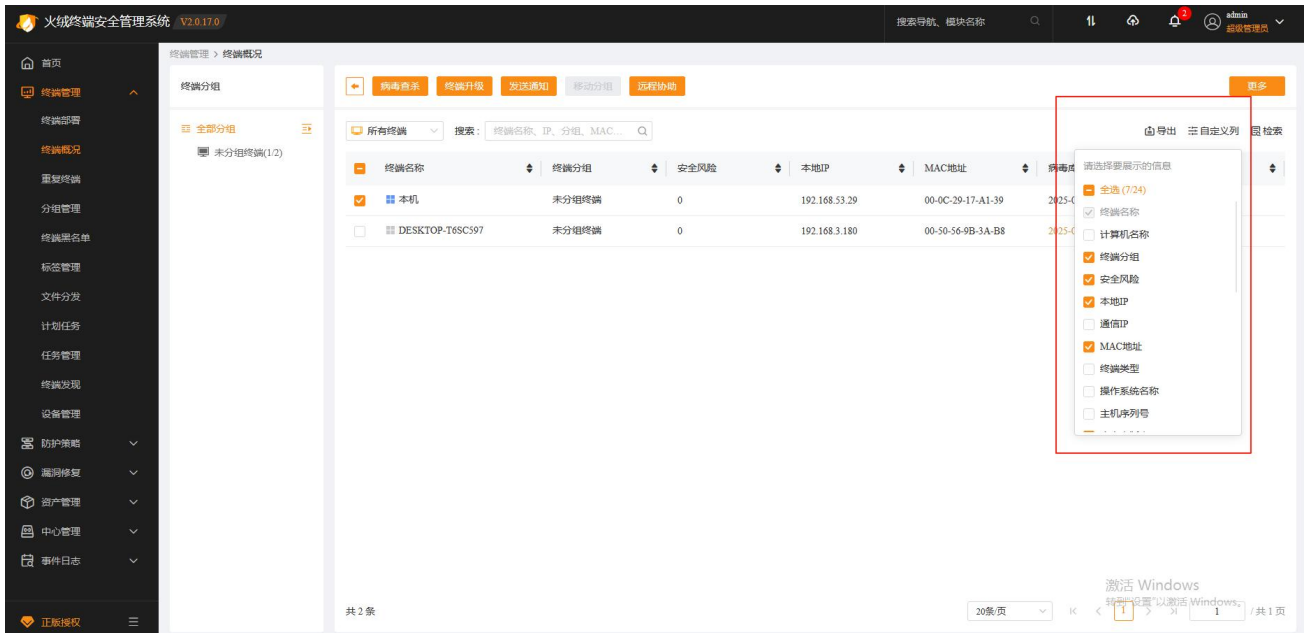 火绒终端安全管理系统 V2.0.17.0 搜索导航、模块名称 2 admin
超级管理员
首页
终端管理
终端部署
终端概况
重复终端
分组管理
终端黑名单
标签管理
文件分发
计划任务
任务管理
终端发现
设备管理
防护策略
漏洞修复
资产管理
中心管理
事件日志
正版授权
终端管理 > 终端概况
终端分组
全部分组
未分组终端(1/2)
病毒查杀 终端升级 发送通知 移动分组 远程协助 更多
所有终端 搜索: 终端名称、IP、分组、MAC... 导出 自定义列 检索
终端名称 终端分组 安全风险 本地IP MAC地址
本机 未分组终端 0 192.168.53.29 00-0C-29-17-A1-39
DESKTOP-T6SC597 未分组终端 0 192.168.3.180 00-50-56-9B-3A-B8
请选择要展示的信息
全选 (7/24)
终端名称
计算机名称
终端分组
安全风险
本地IP
通信IP
MAC地址
终端类型
操作系统名称
主机序列号
激活 Windows
转到"设置"以激活 Windows。
共 2 条 20条/页 1 1 / 共 1 页